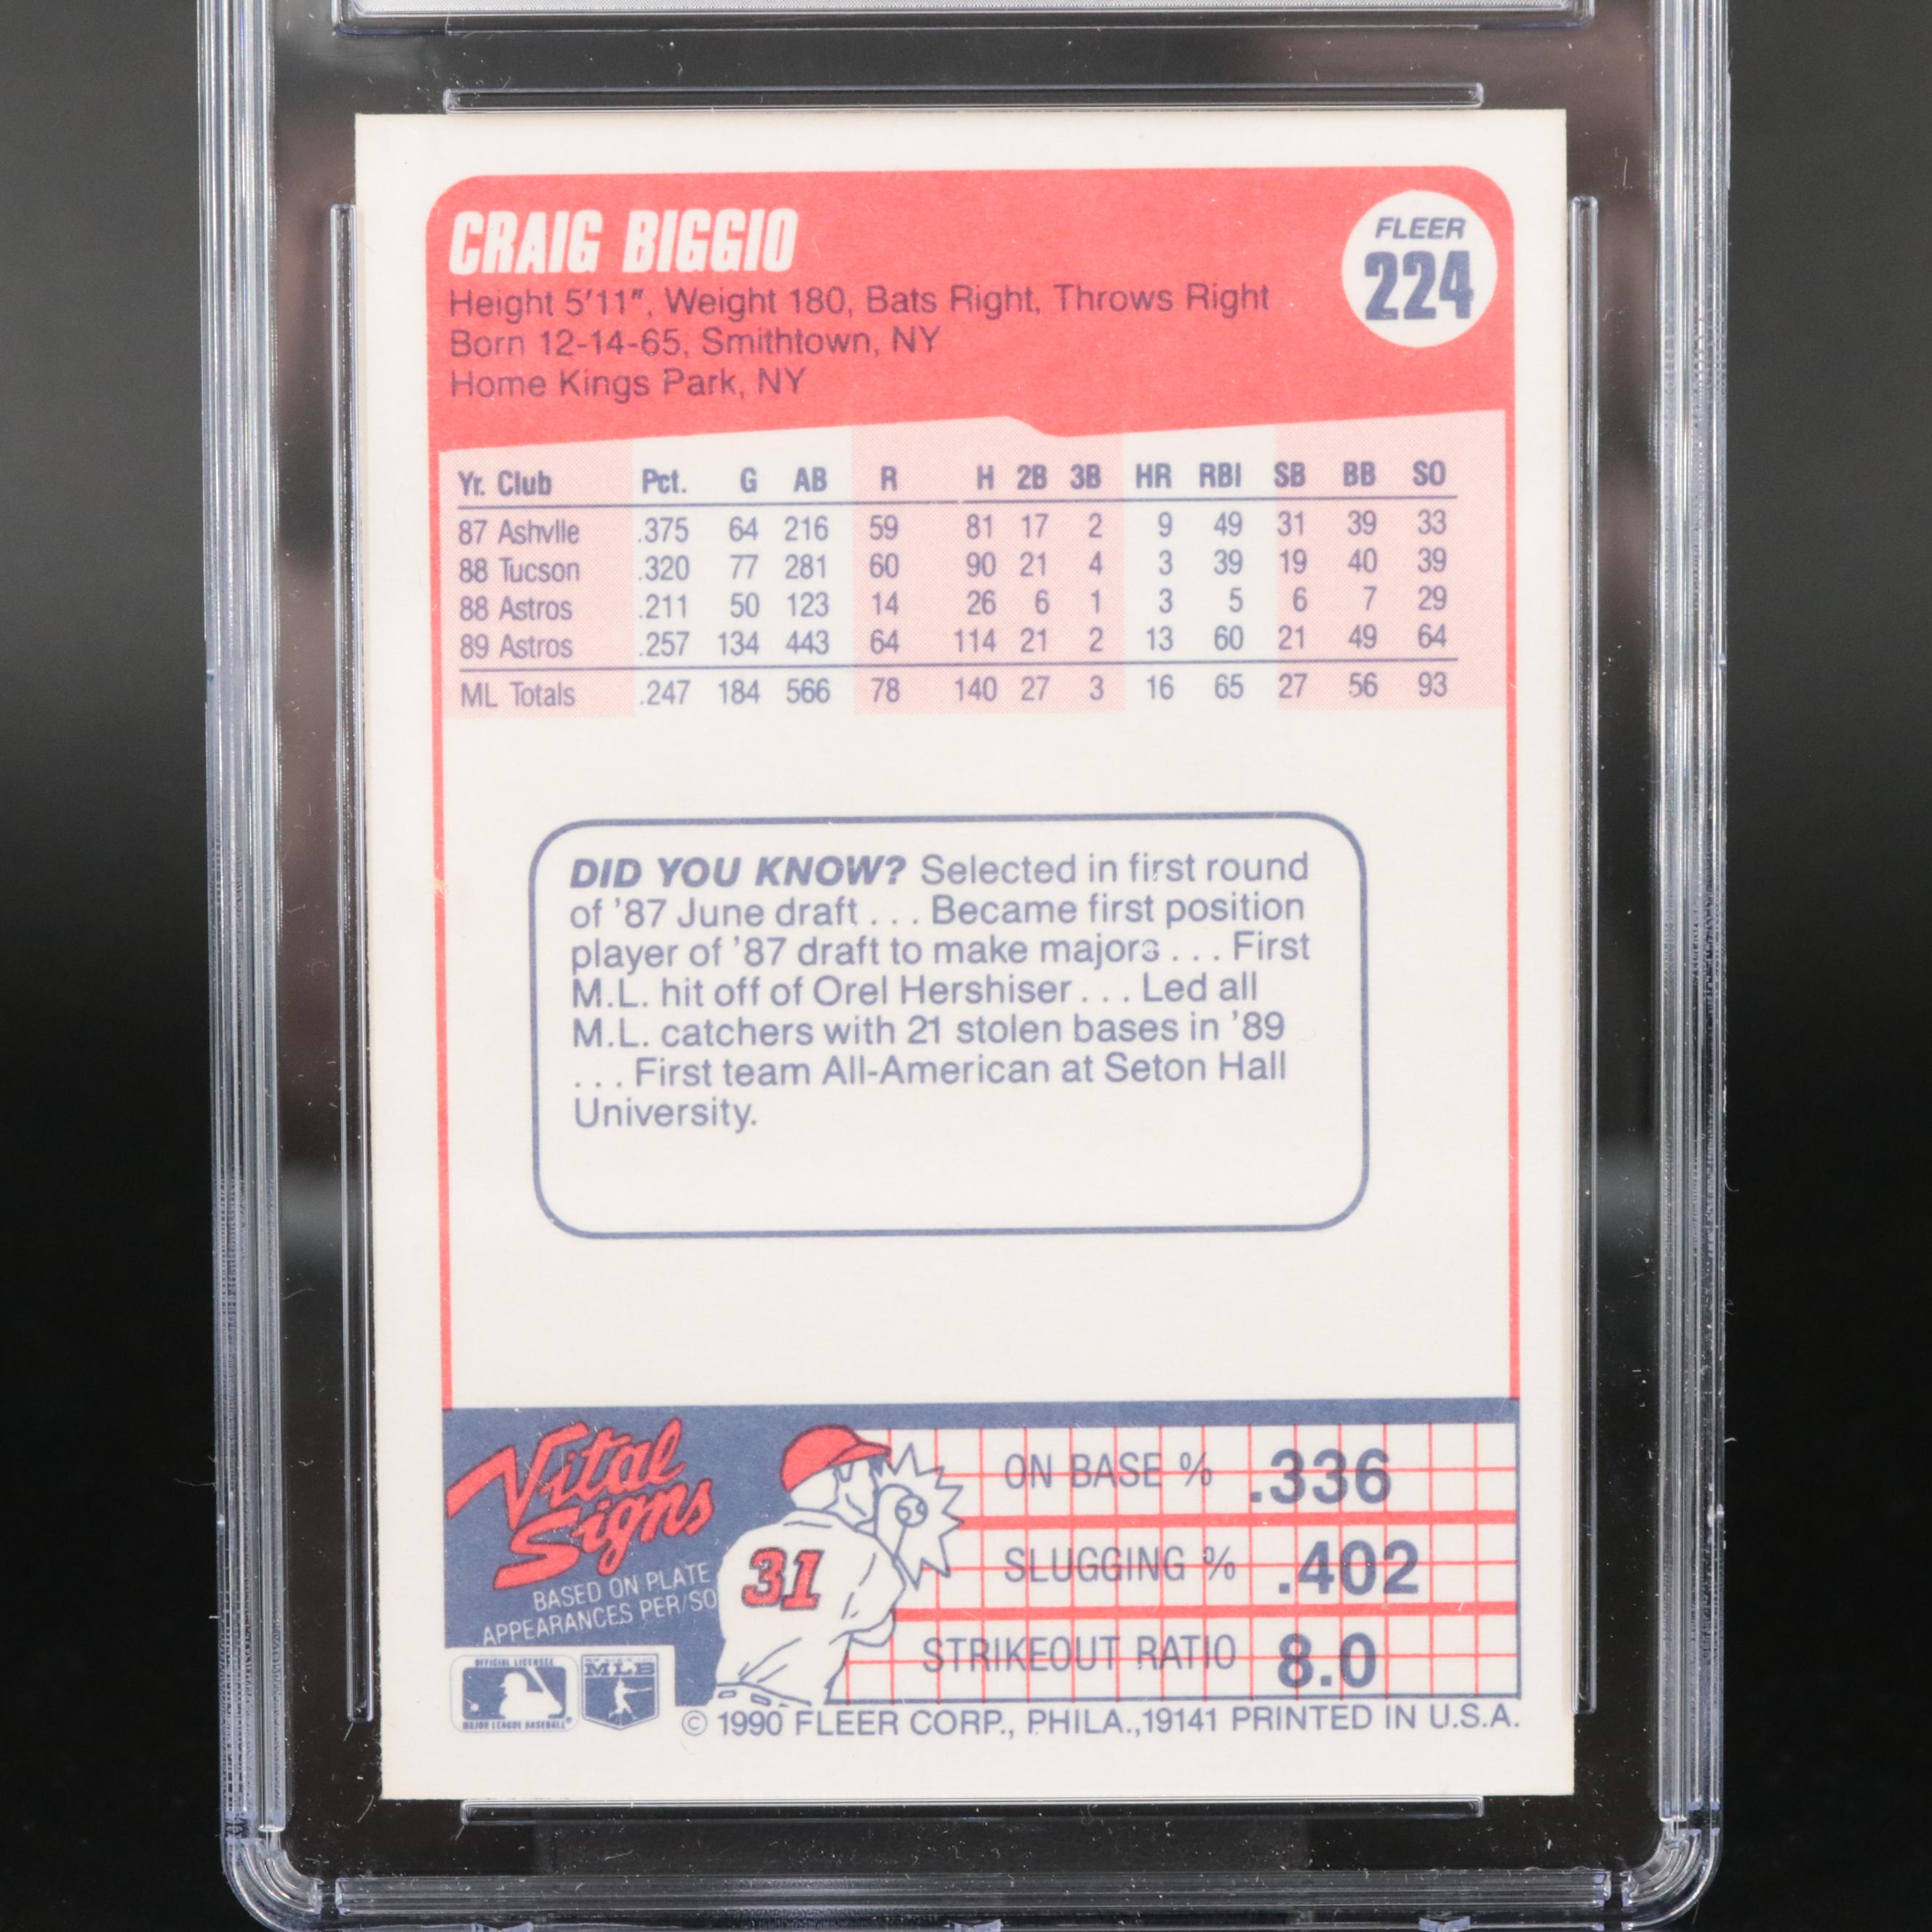 CRAIG BIGGIO
FLEER
224
Height 5'11", Weight 180, Bats Right, Throws Right
Born 12-14-65, Smithtown, NY
Home Kings Park, NY
Yr. Club Pct. G AB R H 2B 3B HR RBI SB BB SO
87 Ashvlle .375 64 216 59 81 17 2 9 49 31 39 33
88 Tucson .320 77 281 60 90 21 4 3 39 19 40 39
88 Astros .211 50 123 14 26 6 1 3 5 6 7 29
89 Astros .257 134 443 64 114 21 2 13 60 21 49 64
ML Totals .247 184 566 78 140 27 3 16 65 27 56 93
DID YOU KNOW? Selected in first round
of '87 June draft . . . Became first position
player of '87 draft to make majors . . . First
M.L. hit off of Orel Hershiser . . . Led all
M.L. catchers with 21 stolen bases in '89
. . . First team All-American at Seton Hall
University.
Vital
Signs
BASED ON PLATE
APPEARANCES PER/SO
31
ON BASE % .336
SLUGGING % .402
STRIKEOUT RATIO 8.0
OFFICIAL LICENSEE
MAJOR LEAGUE BASEBALL®
MLB
© 1990 FLEER CORP., PHILA.,19141 PRINTED IN U.S.A.